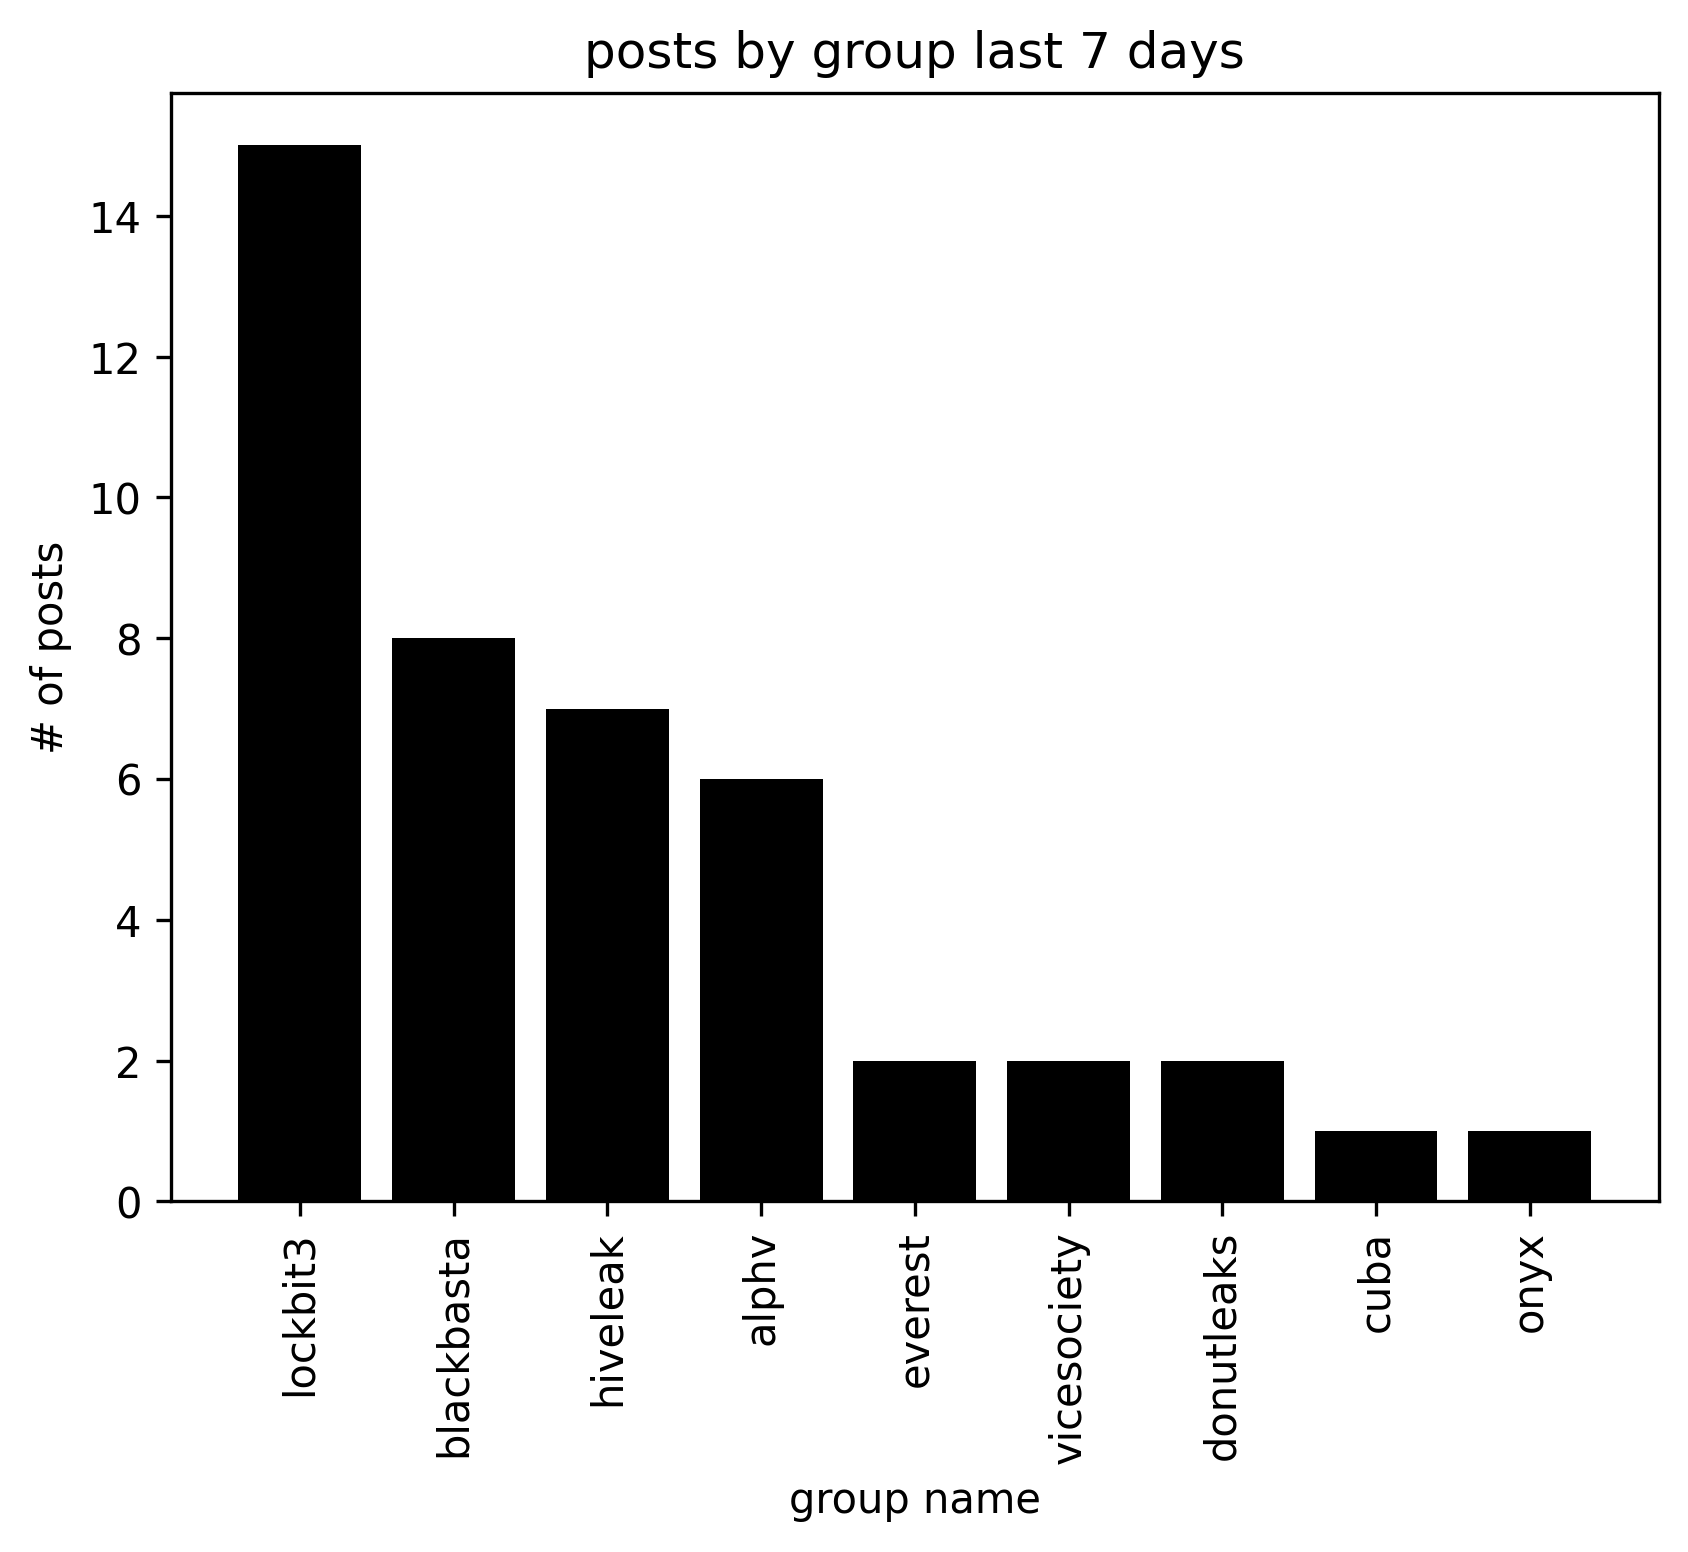 posts by group last 7 days
# of posts
14
12
10
8
6
4
2
0
lockbit3
blackbasta
hiveleak
alphv
everest
vicesociety
donutleaks
cuba
onyx
group name